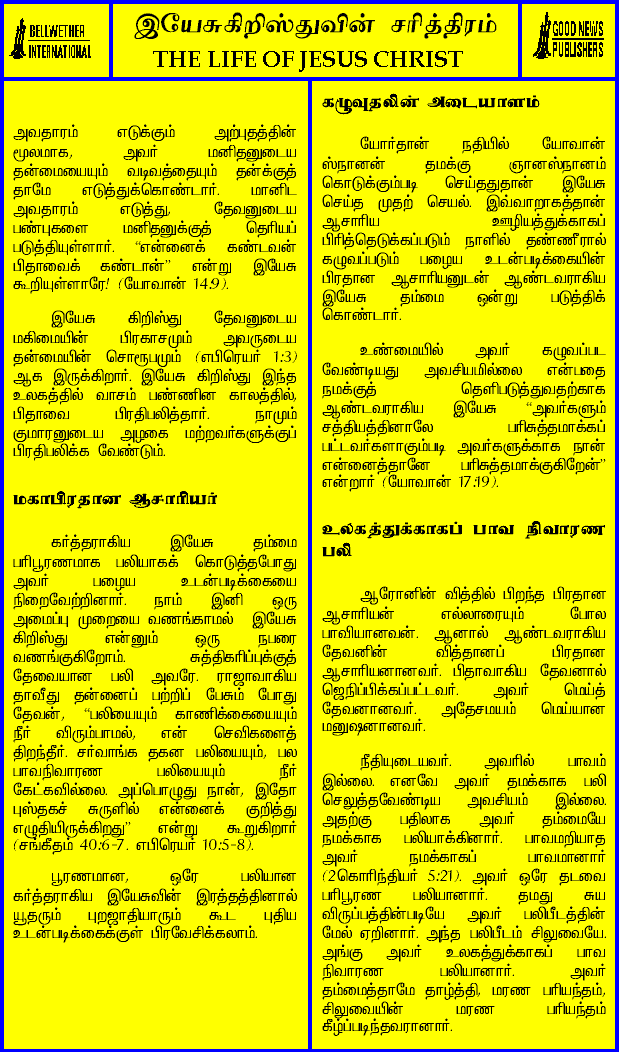 BELLWETHER
INTERNATIONAL
இயேசுகிறிஸ்துவின் சரித்திரம்
THE LIFE OF JESUS CHRIST
GOOD NEWS
PUBLISHERS
அவதாரம் எடுக்கும் அற்புதத்தின்
மூலமாக, அவர் மனிதனுடைய
தன்மையையும் வடிவத்தையும் தன்க்குத்
தாமே எடுத்துக்கொண்டார். மானிட
அவதாரம் எடுத்து, தேவனுடைய
பண்புகளை மனிதனுக்குத் தெரியப்
படுத்தியுள்ளார். “என்னைக் கண்டவன்
பிதாவைக் கண்டான்” என்று இயேசு
கூறியுள்ளாரே! (யோவான் 14.9).
இயேசு கிறிஸ்து தேவனுடைய
மகிமையின் பிரகாசமும் அவருடைய
தன்மையின் சொரூபமும் (எபிரெயர் 1:3)
ஆக இருக்கிறார். இயேசு கிறிஸ்து இந்த
உலகத்தில் வாசம் பண்ணின காலத்தில்,
பிதாவை பிரதிபலித்தார். நாமும்
குமாரனுடைய அழகை மற்றவர்களுக்குப்
பிரதிபலிக்க வேண்டும்.
மகாபிரதான ஆசாரியர்
கர்த்தராகிய இயேசு தம்மை
பரிபூரணமாக பலியாகக் கொடுத்தபோது
அவர் பழைய உடன்படிக்கையை
நிறைவேற்றினார். நாம் இனி ஒரு
அமைப்பு முறையை வணங்காமல் இயேசு
கிறிஸ்து என்னும் ஒரு நபரை
வணங்குகிறோம். சுத்திகரிப்புக்குத்
தேவையான பலி அவரே. ராஜாவாகிய
தாவீது தன்னைப் பற்றிப் பேசும் போது
தேவன், “பலியையும் காணிக்கையையும்
நீர் விரும்பாமல், என் செவிகளைத்
திறந்தீர். சர்வாங்க தகன பலியையும், பல
பாவநிவாரண பலியையும் நீர்
கேட்கவில்லை. அப்பொழுது நான், இதோ
புஸ்தகச் சுருளில் என்னைக் குறித்து
எழுதியிருக்கிறது” என்று கூறுகிறார்
(சங்கீதம் 40:6-7. எபிரெயர் 10:5-8).
பூரணமான, ஒரே பலியான
கர்த்தராகிய இயேசுவின் இரத்தத்தினால்
யூதரும் புறஜாதியாரும் கூட புதிய
உடன்படிக்கைக்குள் பிரவேசிக்கலாம்.
கழுவுதலின் அடையாளம்
யோர்தான் நதியில் யோவான்
ஸ்நானன் தமக்கு ஞானஸ்நானம்
கொடுக்கும்படி செய்ததுதான் இயேசு
செய்த முதற் செயல். இவ்வாறாகத்தான்
ஆசாரிய ஊழியத்துக்காகப்
பிரித்தெடுக்கப்படும் நாளில் தண்ணீரால்
கழுவப்படும் பழைய உடன்படிக்கையின்
பிரதான ஆசாரியனுடன் ஆண்டவராகிய
இயேசு தம்மை ஒன்று படுத்திக்
கொண்டார்.
உண்மையில் அவர் கழுவப்பட
வேண்டியது அவசியமில்லை என்பதை
நமக்குத் தெளிபடுத்துவதற்காக
ஆண்டவராகிய இயேசு “அவர்களும்
சத்தியத்தினாலே பரிசுத்தமாக்கப்
பட்டவர்களாகும்படி அவர்களுக்காக நான்
என்னைத்தானே பரிசுத்தமாக்குகிறேன்”
என்றார் (யோவான் 17:19).
உலகத்துக்காகப் பாவ நிவாரண
பலி
ஆரோனின் வித்தில் பிறந்த பிரதான
ஆசாரியன் எல்லாரையும் போல
பாவியானவன். ஆனால் ஆண்டவராகிய
தேவனின் வித்தானப் பிரதான
ஆசாரியனானவர். பிதாவாகிய தேவனால்
ஜெநிப்பிக்கப்பட்டவர். அவர் மெய்த்
தேவனானவர். அதேசமயம் மெய்யான
மனுஷனானவர்.
நீதியுடையவர். அவரில் பாவம்
இல்லை. எனவே அவர் தமக்காக பலி
செலுத்தவேண்டிய அவசியம் இல்லை.
அதற்கு பதிலாக அவர் தம்மையே
நமக்காக பலியாக்கினார். பாவமறியாத
அவர் நமக்காகப் பாவமானார்
(2கொரிந்தியர் 5:21). அவர் ஒரே தடவை
பரிபூரண பலியானார். தமது சுய
விருப்பத்தின்படியே அவர் பலிபீடத்தின்
மேல் ஏறினார். அந்த பலிபீடம் சிலுவையே.
அங்கு அவர் உலகத்துக்காகப் பாவ
நிவாரண பலியானார். அவர்
தம்மைத்தாமே தாழ்த்தி, மரண பரியந்தம்,
சிலுவையின் மரண பரியந்தம்
கீழ்ப்படிந்தவரானார்.